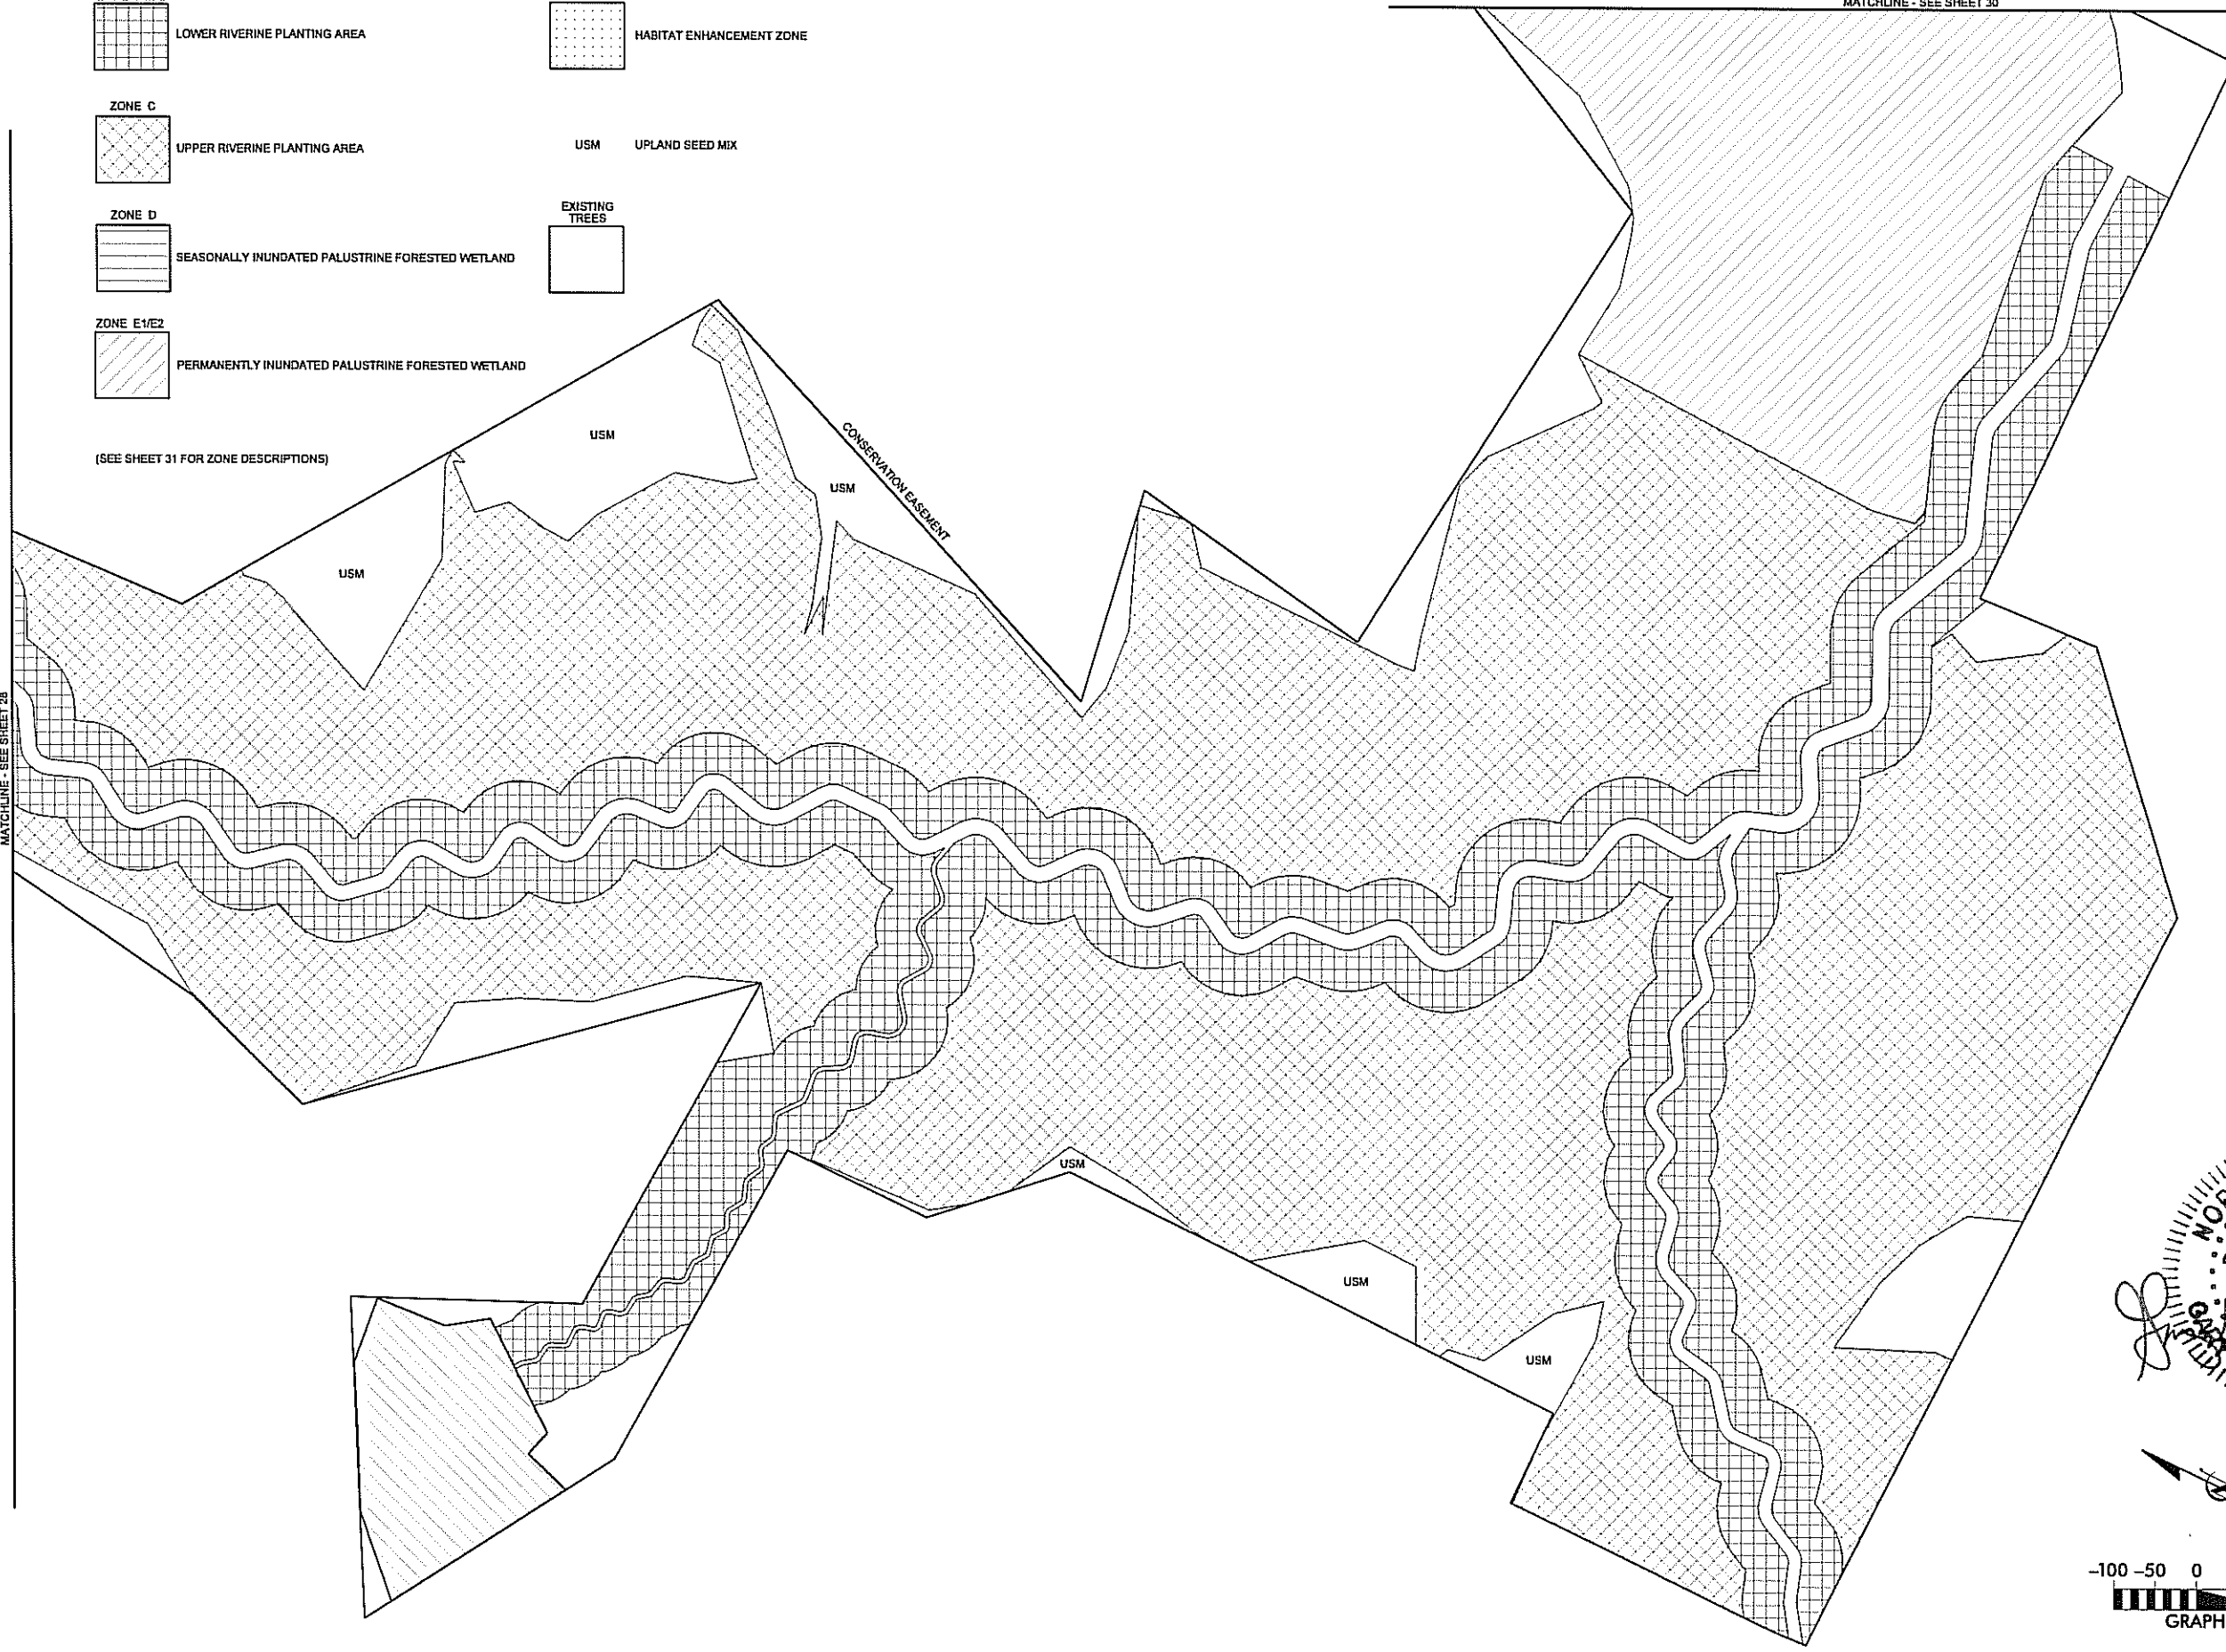 MATCHLINE - SEE SHEET 30
LOWER RIVERINE PLANTING AREA
HABITAT ENHANCEMENT ZONE
ZONE C
UPPER RIVERINE PLANTING AREA
USM UPLAND SEED MIX
ZONE D
SEASONALLY INUNDATED PALUSTRINE FORESTED WETLAND
EXISTING
TREES
ZONE E1/E2
PERMANENTLY INUNDATED PALUSTRINE FORESTED WETLAND
(SEE SHEET 31 FOR ZONE DESCRIPTIONS)
USM
USM
USM
CONSERVATION EASEMENT
MATCHLINE - SEE SHEET 28
USM
USM
USM
-100 -50 0
GRAPH